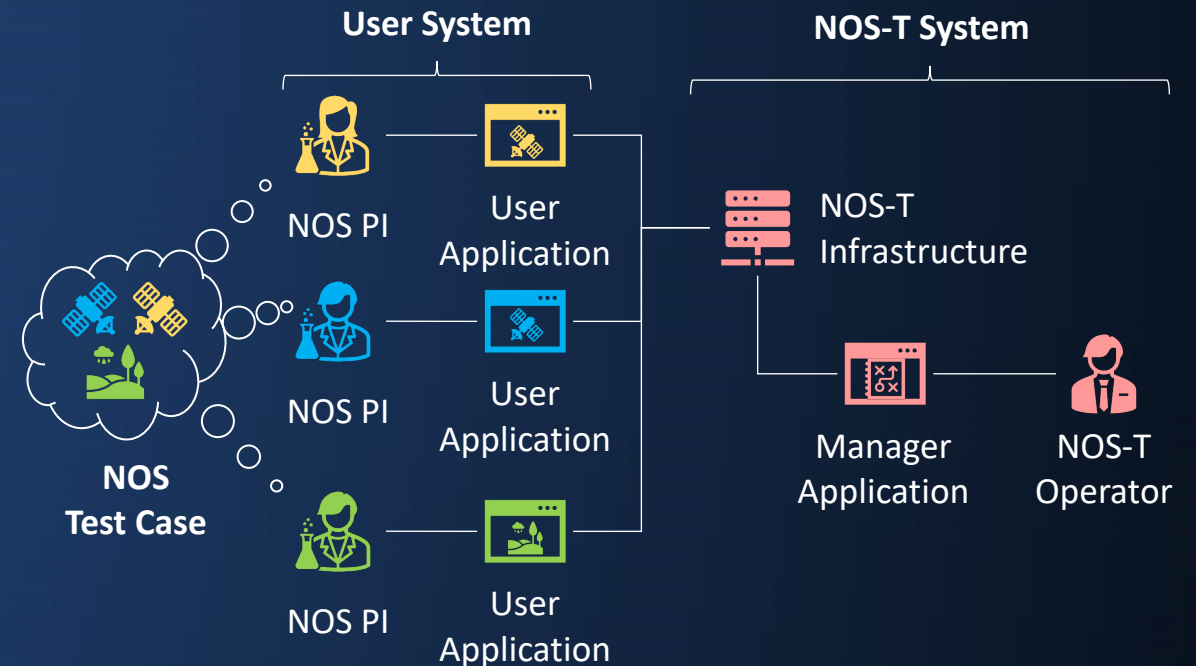 User System
NOS-T System
NOS PI
User
Application
NOS-T
Infrastructure
NOS PI
User
Application
NOS
Test Case
Manager
Application
NOS-T
Operator
NOS PI
User
Application